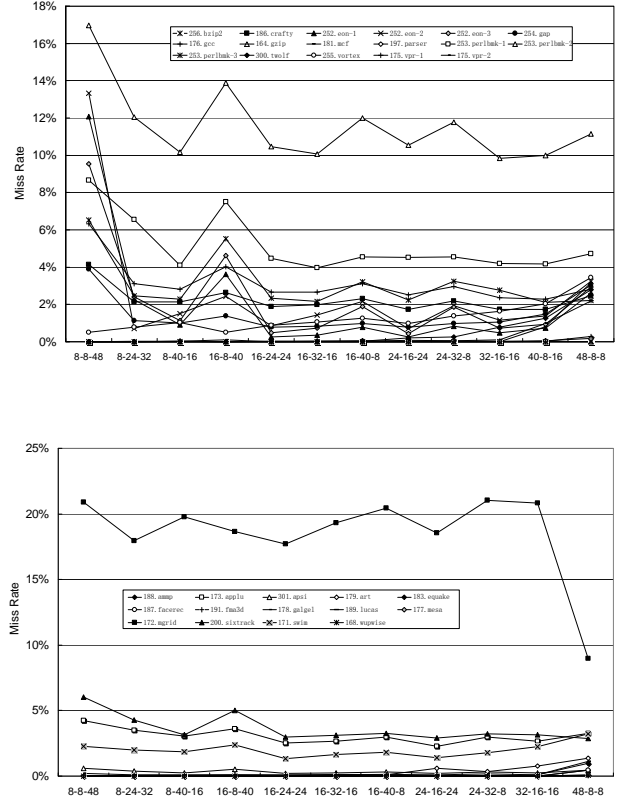 18%
256.bzip2 186.crafty 252.eon-1 252.eon-2 252.eon-3 254.gap
176.gcc 164.gzip 181.mcf 197.parser 253.perlbmk-1 253.perlbmk-2
253.perlbmk-3 300.twolf 255.vortex 175.vpr-1 175.vpr-2
16%
14%
12%
10%
8%
6%
4%
2%
0%
Miss Rate
8-8-48 8-24-32 8-40-16 16-8-40 16-24-24 16-32-16 16-40-8 24-16-24 24-32-8 32-16-16 40-8-16 48-8-8
25%
20%
15%
10%
5%
0%
Miss Rate
188.ammp 173.applu 301.apsi 179.art 183.equake
187.facerec 191.fma3d 178.galgel 189.lucas 177.mesa
172.mgrid 200.sixtrack 171.swim 168.wupwise
8-8-48 8-24-32 8-40-16 16-8-40 16-24-24 16-32-16 16-40-8 24-16-24 24-32-8 32-16-16 48-8-8